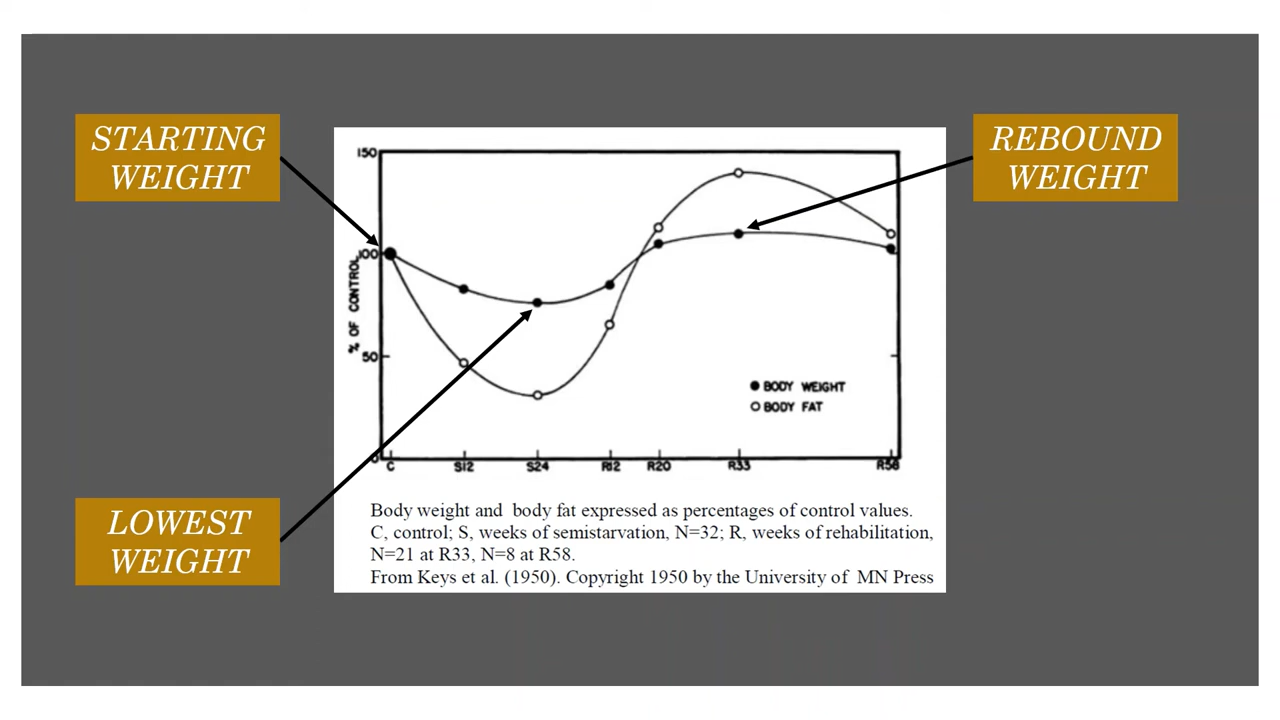 STARTING
WEIGHT
REBOUND
WEIGHT
LOWEST
WEIGHT
150
100
50
0
% OF CONTROL
BODY WEIGHT
BODY FAT
C S12 S24 R12 R20 R33 R58
Body weight and body fat expressed as percentages of control values.
C, control; S, weeks of semistarvation, N=32; R, weeks of rehabilitation,
N=21 at R33, N=8 at R58.
From Keys et al. (1950). Copyright 1950 by the University of MN Press